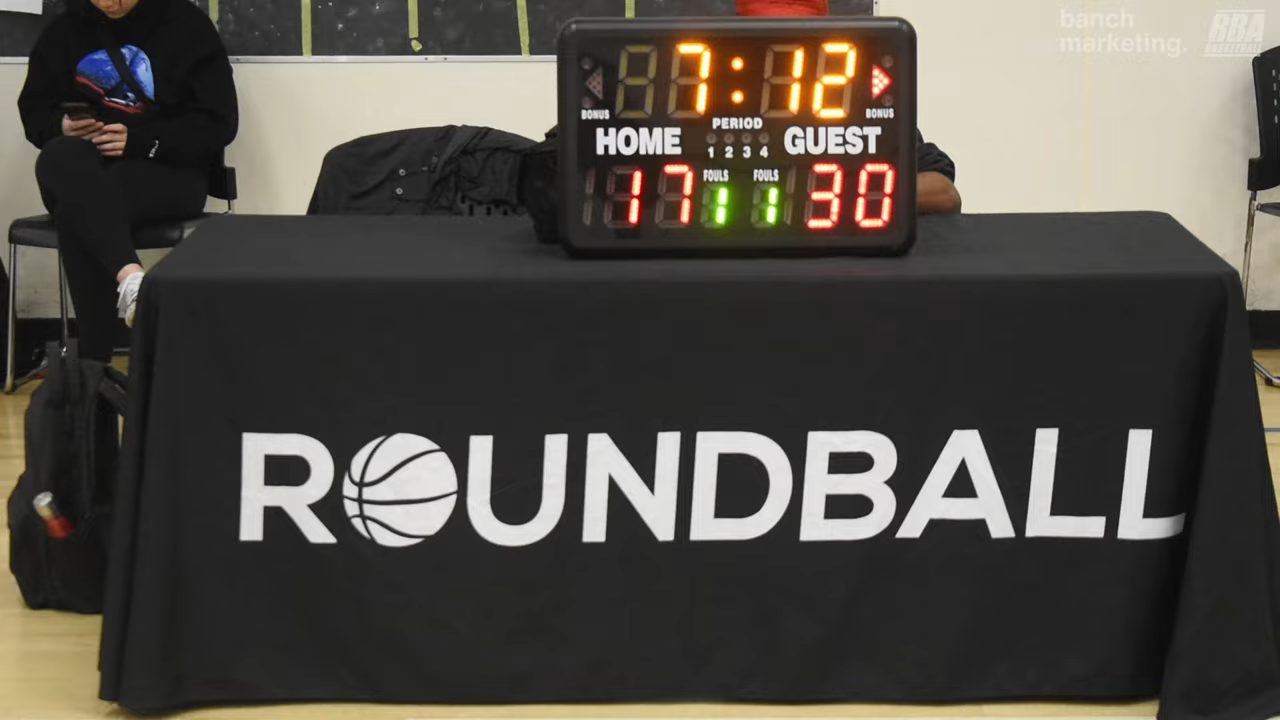 banch
marketing.
RBA
BASKETBALL
7:12
BONUS BONUS
PERIOD
HOME 1 2 3 4 GUEST
FOULS FOULS
17 1 1 30
ROUNDBALL